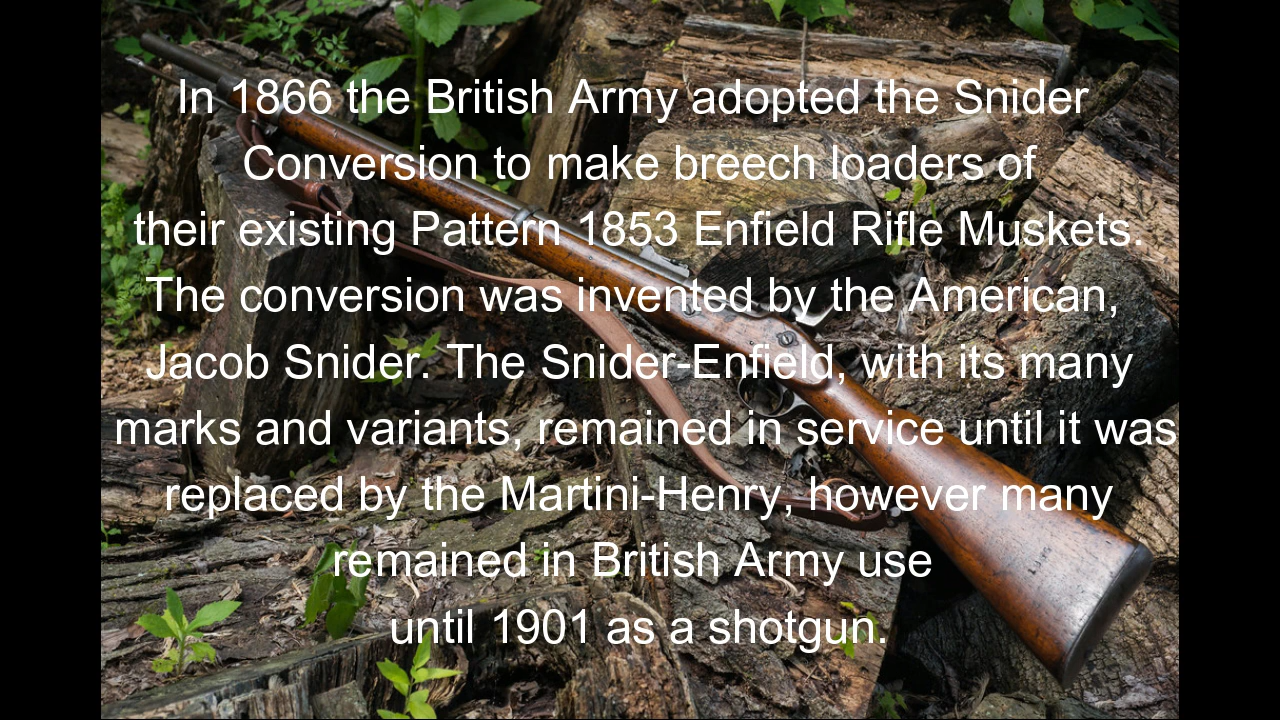 In 1866 the British Army adopted the Snider
Conversion to make breech loaders of
their existing Pattern 1853 Enfield Rifle Muskets.
The conversion was invented by the American,
Jacob Snider. The Snider-Enfield, with its many
marks and variants, remained in service until it was
replaced by the Martini-Henry, however many
remained in British Army use
until 1901 as a shotgun.